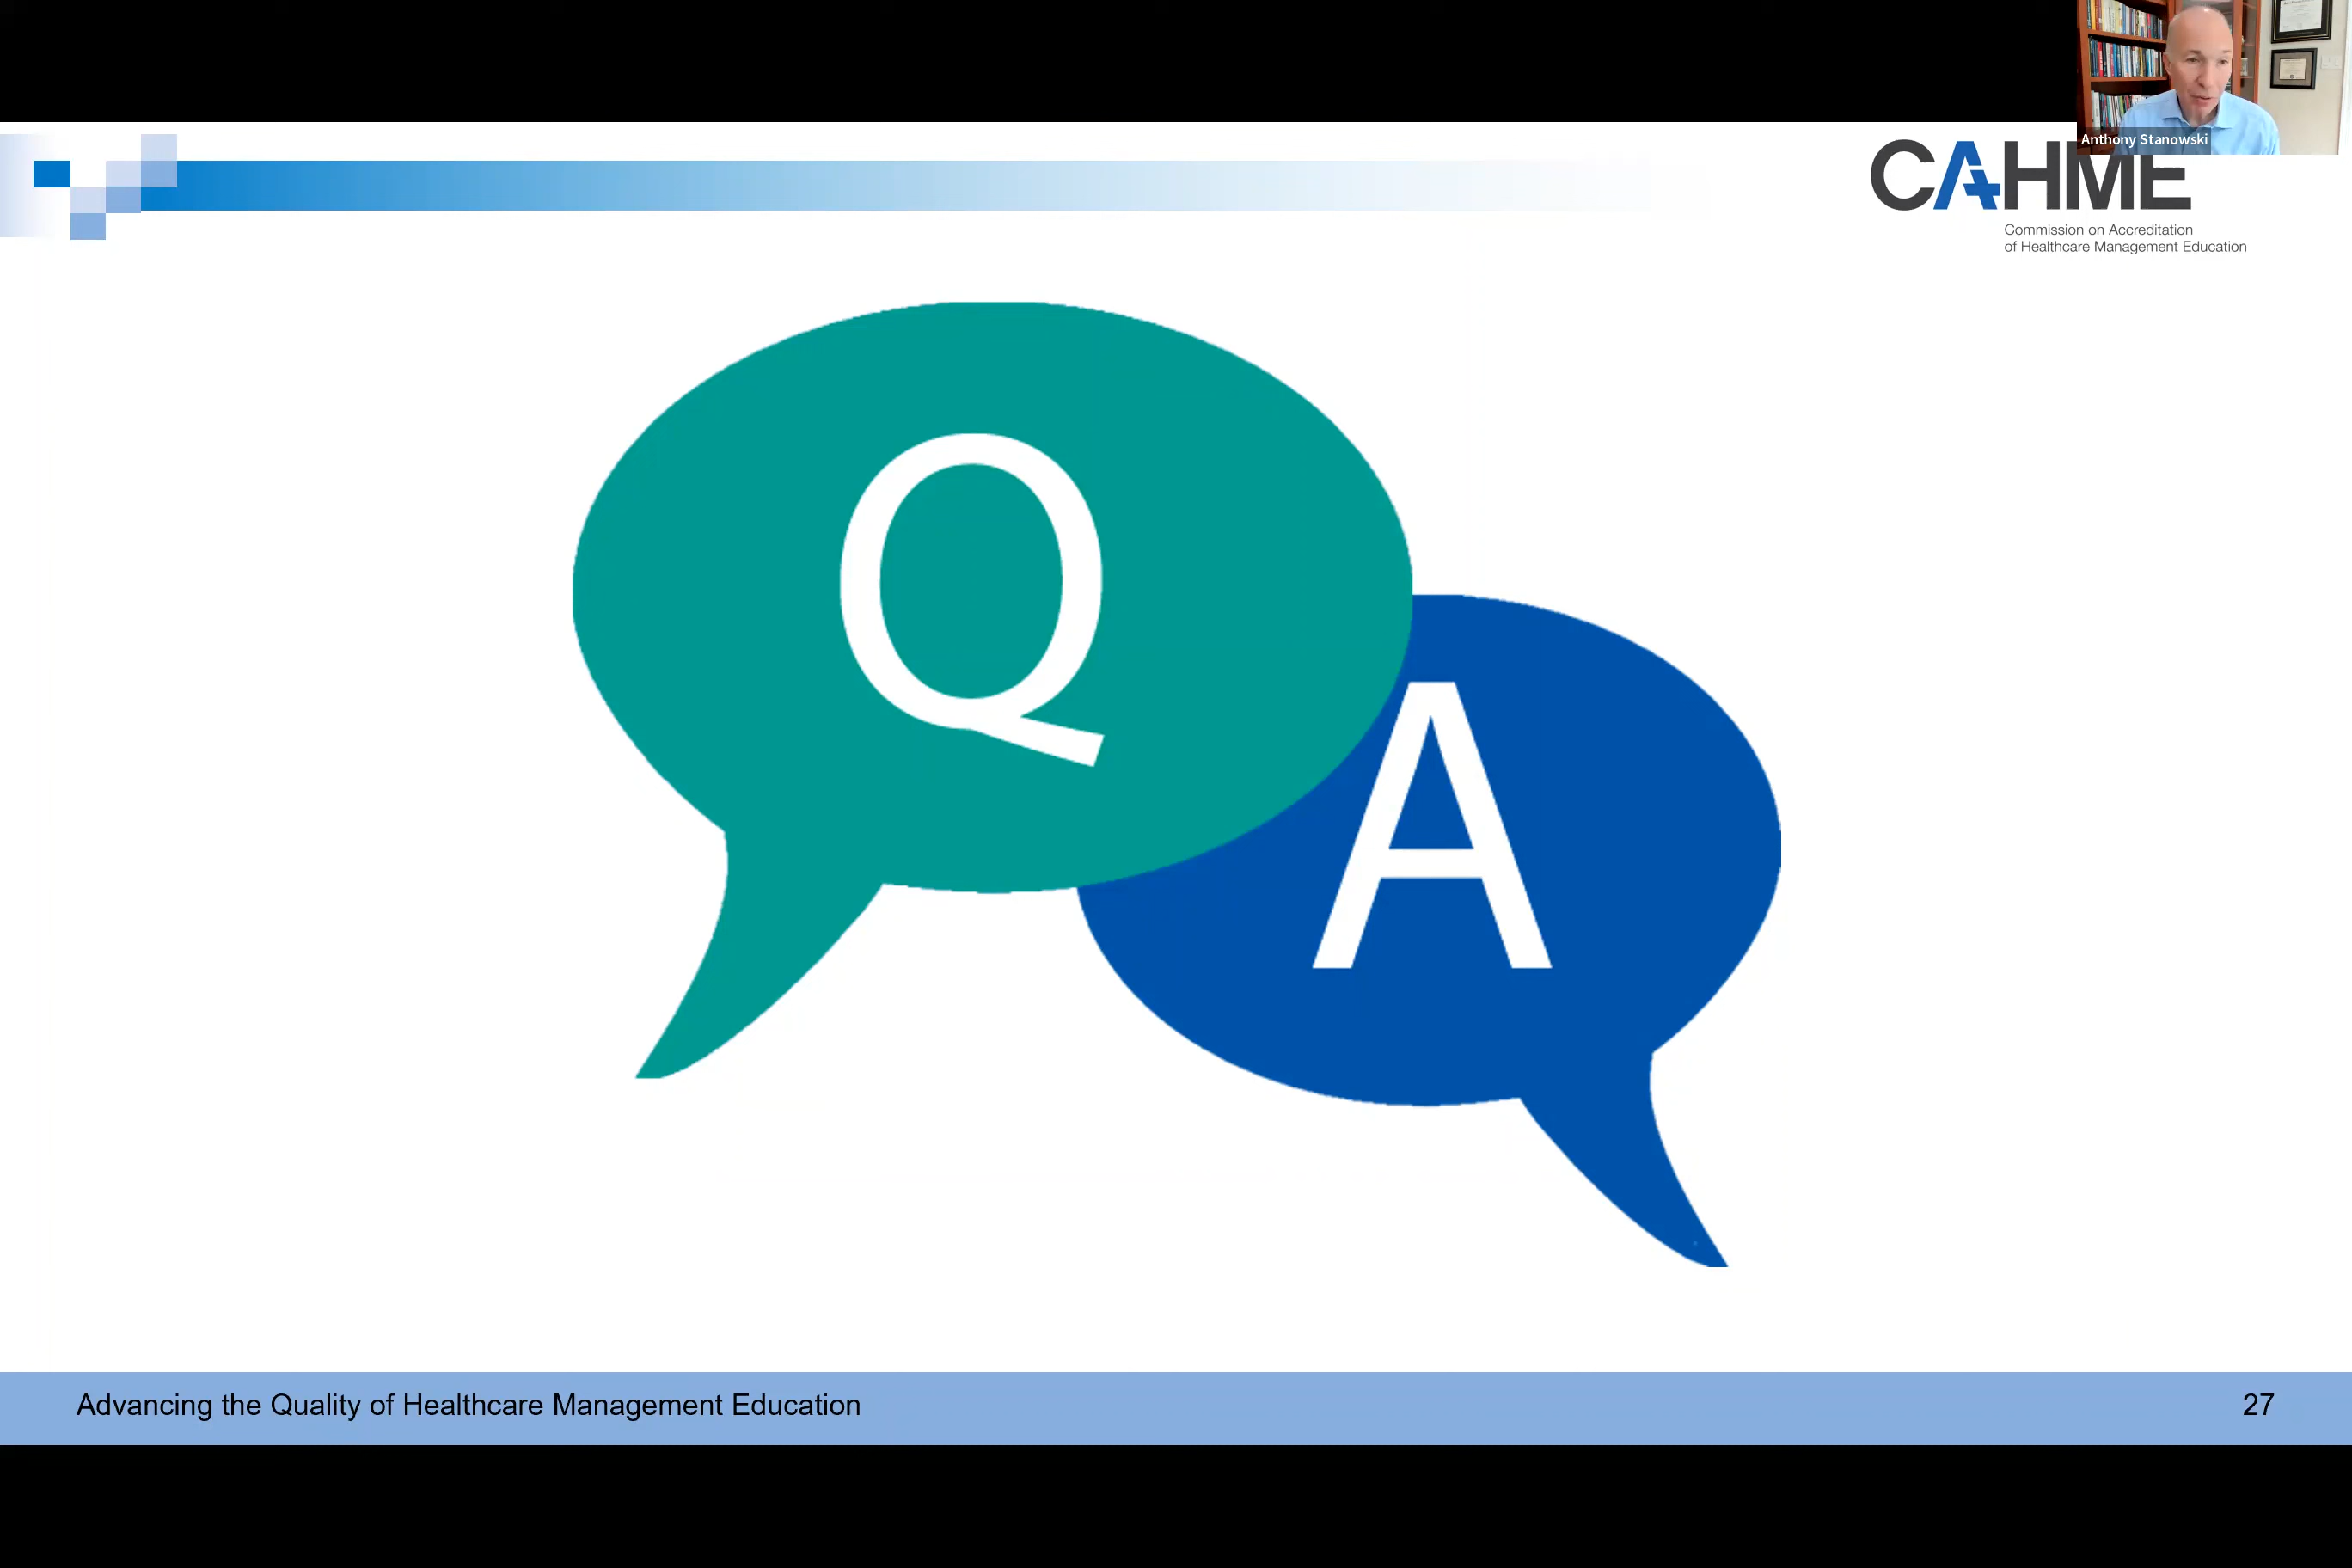 Anthony Stanowski
CAHME
Commission on Accreditation
of Healthcare Management Education
Q
A
Advancing the Quality of Healthcare Management Education
27